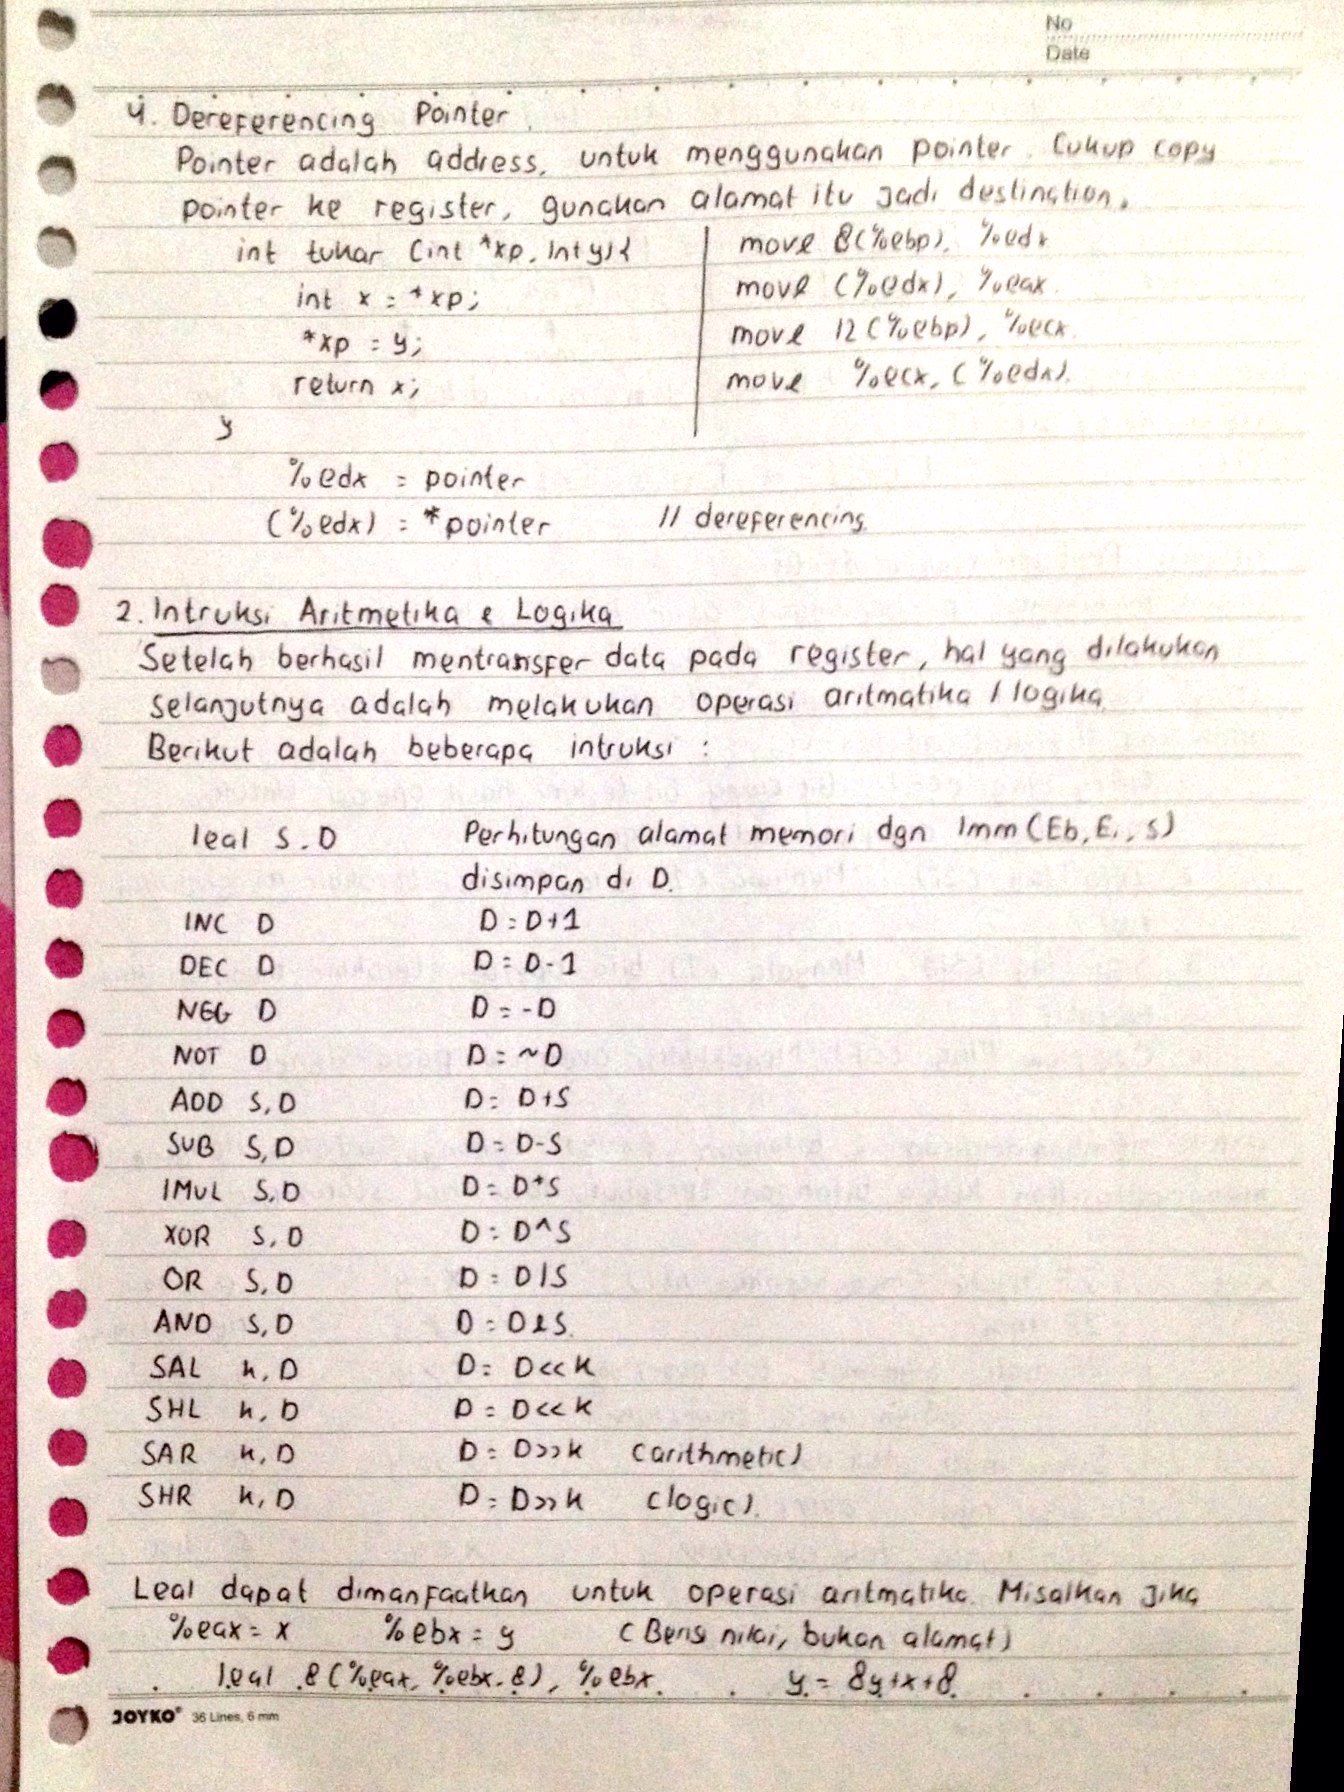 No
Date
4. Dereferencing Pointer.
Pointer adalah address, untuk menggunakan pointer. Cukup copy
pointer ke register, gunakan alamat itu jadi destination.
int tukar (int *xp, int y){ move 8(%ebp), %edx
int x = *xp; move (%edx), %eax.
*xp = y; move 12(%ebp), %ecx.
return x; move %ecx, (%edx).
}
%edx = pointer
(%edx) = *pointer // dereferencing.
2. Intruksi Aritmetika & Logika
Setelah berhasil mentransfer data pada register, hal yang dilakukan
selanjutnya adalah melakukan operasi aritmatika / logika.
Berikut adalah beberapa intruksi :
leal S, D Perhitungan alamat memori dgn Imm(Eb, Ei, S)
disimpan di D.
INC D D = D+1
DEC D D = D-1
NEG D D = -D
NOT D D = ~D
ADD S, D D = D+S
SUB S, D D = D-S
IMUL S, D D = D*S
XOR S, D D = D^S
OR S, D D = D|S
AND S, D D = D&S.
SAL k, D D = D<<k
SHL k, D D = D<<k
SAR k, D D = D>>k (arithmetic)
SHR k, D D = D>>k (logic).
Leal dapat dimanfaatkan untuk operasi aritmatika. Misalkan jika
%eax = x %ebx = y (Berisi nilai, bukan alamat)
leal 8(%eax, %ebx, 8), %ebx. y = 8y+x+8.
JOYKO® 36 Lines, 6 mm